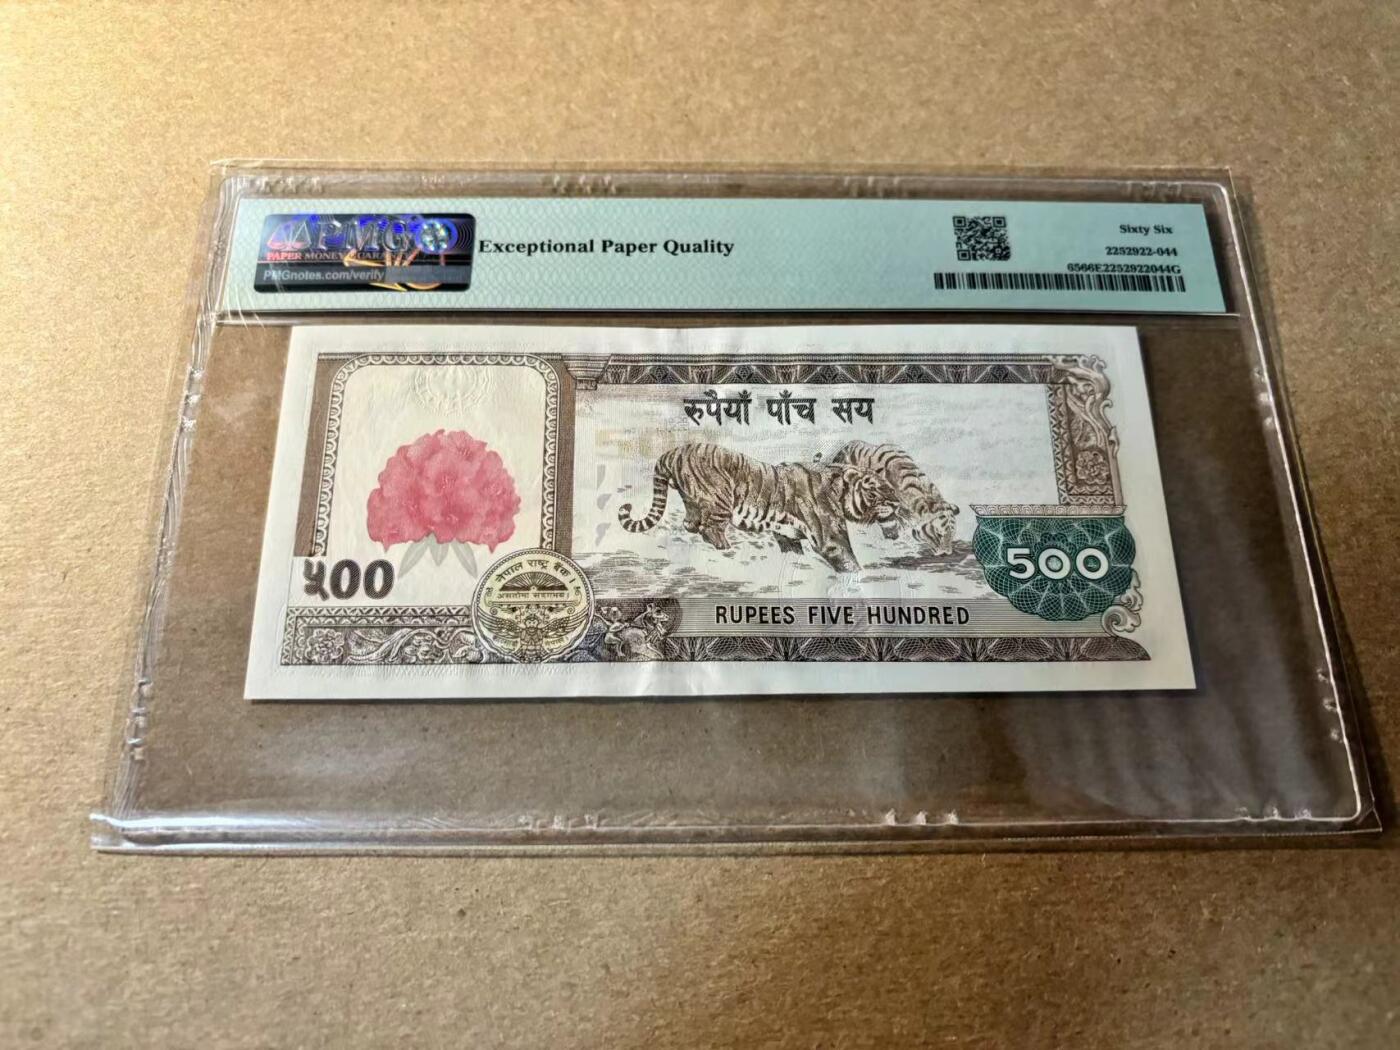 PMG
PAPER MONEY GUARANTY
PMGnotes.com/verify
Exceptional Paper Quality
Sixty Six
2252922-044
6566E2252922044G
रुपैयाँ पाँच सय
५००
नेपाल राष्ट्र बैंक
500
RUPEES FIVE HUNDRED